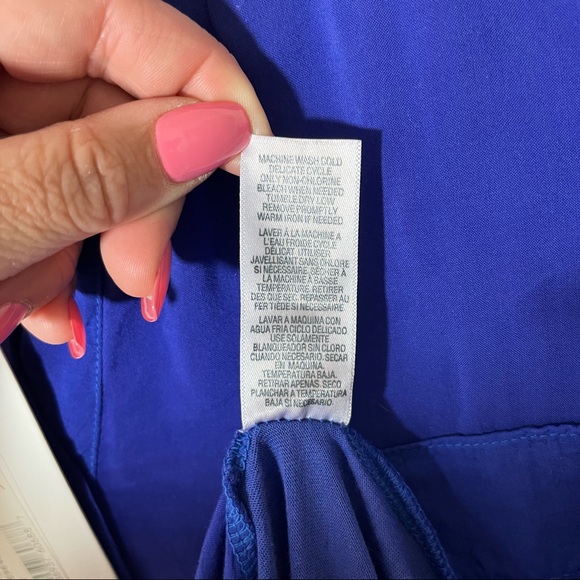 MACHINE WASH COLD
DELICATE CYCLE
ONLY NON-CHLORINE
BLEACH WHEN NEEDED
TUMBLE DRY LOW
REMOVE PROMPTLY
WARM IRON IF NEEDED
LAVER À LA MACHINE A
L'EAU FROIDE CYCLE
DÉLICAT. UTILISER
JAVELLISANT SANS CHLORE
SI NÉCESSAIRE. SÉCHER À
LA MACHINE À BASSE
TEMPÉRATURE. RETIRER
DÈS QUE SEC. REPASSER AU
FER TIÈDE SI NÉCESSAIRE
LAVAR A MAQUINA CON
AGUA FRIA CICLO DELICADO
USE SOLAMENTE
BLANQUEADOR SIN CLORO
CUANDO NECESARIO. SECAR
EN MAQUINA.
TEMPERATURA BAJA.
RETIRAR APENAS. SECO
PLANCHAR A TEMPERATURA
BAJA SI NECESARIO.